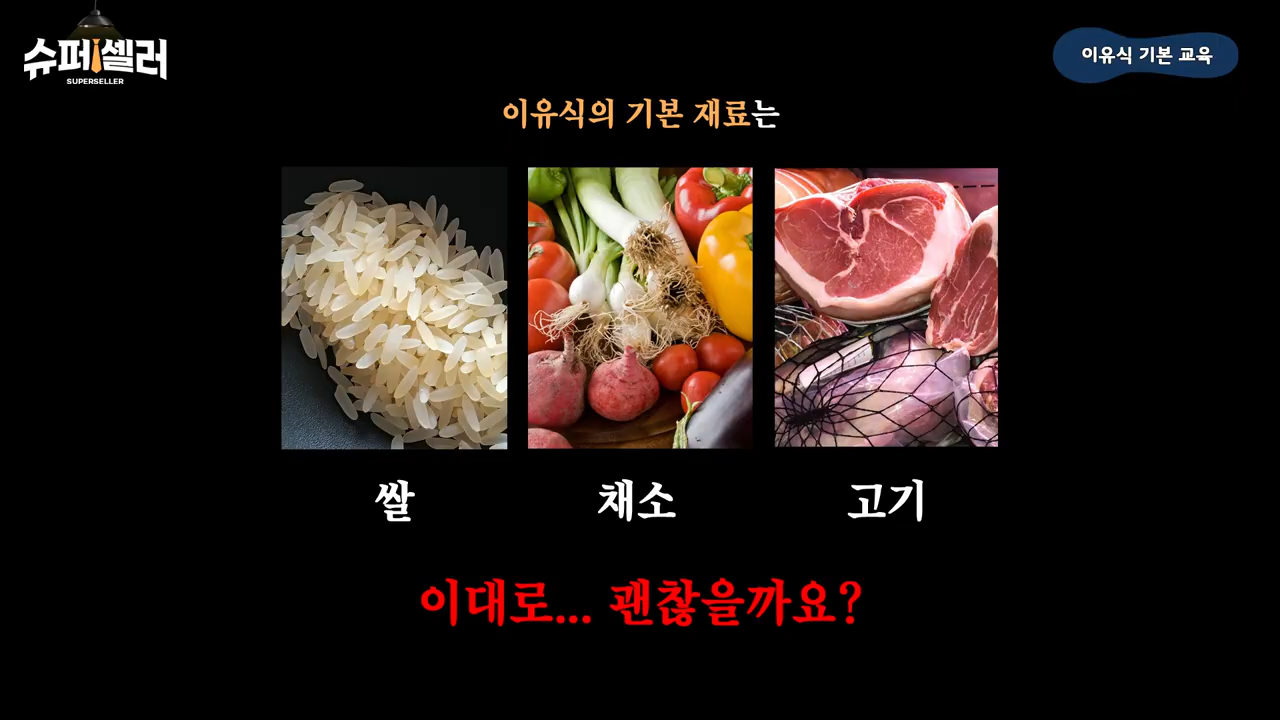 슈퍼셀러
SUPERSELLER
이유식 기본 교육
이유식의 기본 재료는
쌀
채소
고기
이대로... 괜찮을까요?